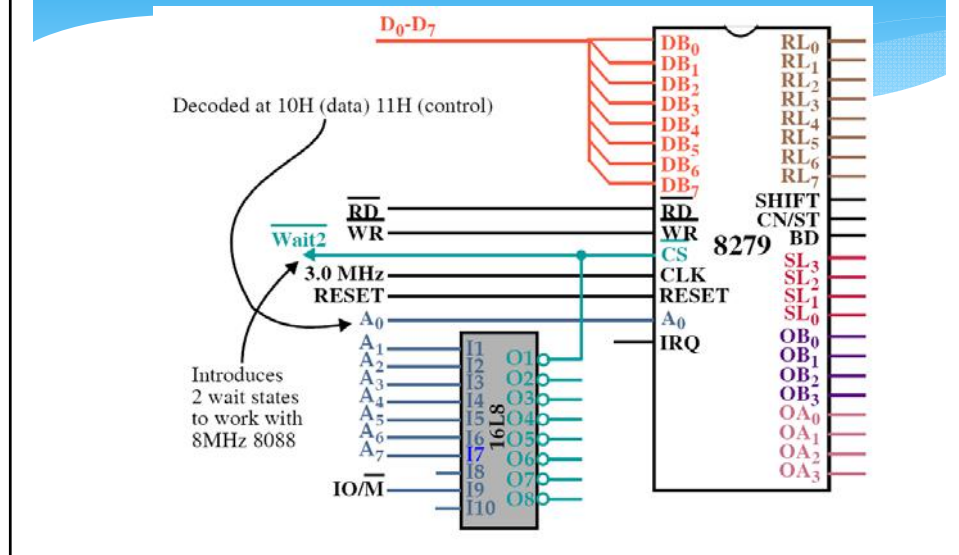 D₀-D₇
Decoded at 10H (data) 11H (control)
R̅D̅
W̅R̅
W̅a̅i̅t̅2̅
3.0 MHz
RESET
A₀
A₁
A₂
A₃
A₄
A₅
A₆
A₇
IO/M̅
Introduces
2 wait states
to work with
8MHz 8088
I1
I2
I3
I4
I5
I6
I7
I8
I9
I10
16L8
O1
O2
O3
O4
O5
O6
O7
O8
DB₀
DB₁
DB₂
DB₃
DB₄
DB₅
DB₆
DB₇
R̅D̅
W̅R̅
C̅S̅
CLK
RESET
A₀
IRQ
8279
RL₀
RL₁
RL₂
RL₃
RL₄
RL₅
RL₆
RL₇
SHIFT
CN/ST
BD
SL₃
SL₂
SL₁
SL₀
OB₀
OB₁
OB₂
OB₃
OA₀
OA₁
OA₂
OA₃